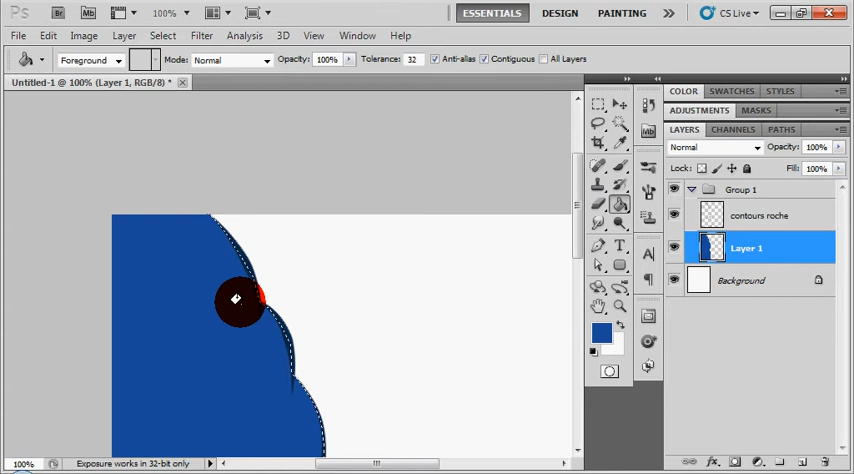 Ps Br Mb 100% ESSENTIALS DESIGN PAINTING CS Live
File Edit Image Layer Select Filter Analysis 3D View Window Help
Foreground Mode: Normal Opacity: 100% Tolerance: 32 Anti-alias Contiguous All Layers
Untitled-1 @ 100% (Layer 1, RGB/8) *
COLOR SWATCHES STYLES
ADJUSTMENTS MASKS
LAYERS CHANNELS PATHS
Normal Opacity: 100%
Lock: Fill: 100%
Group 1
contours roche
Layer 1
Background
100% Exposure works in 32-bit only